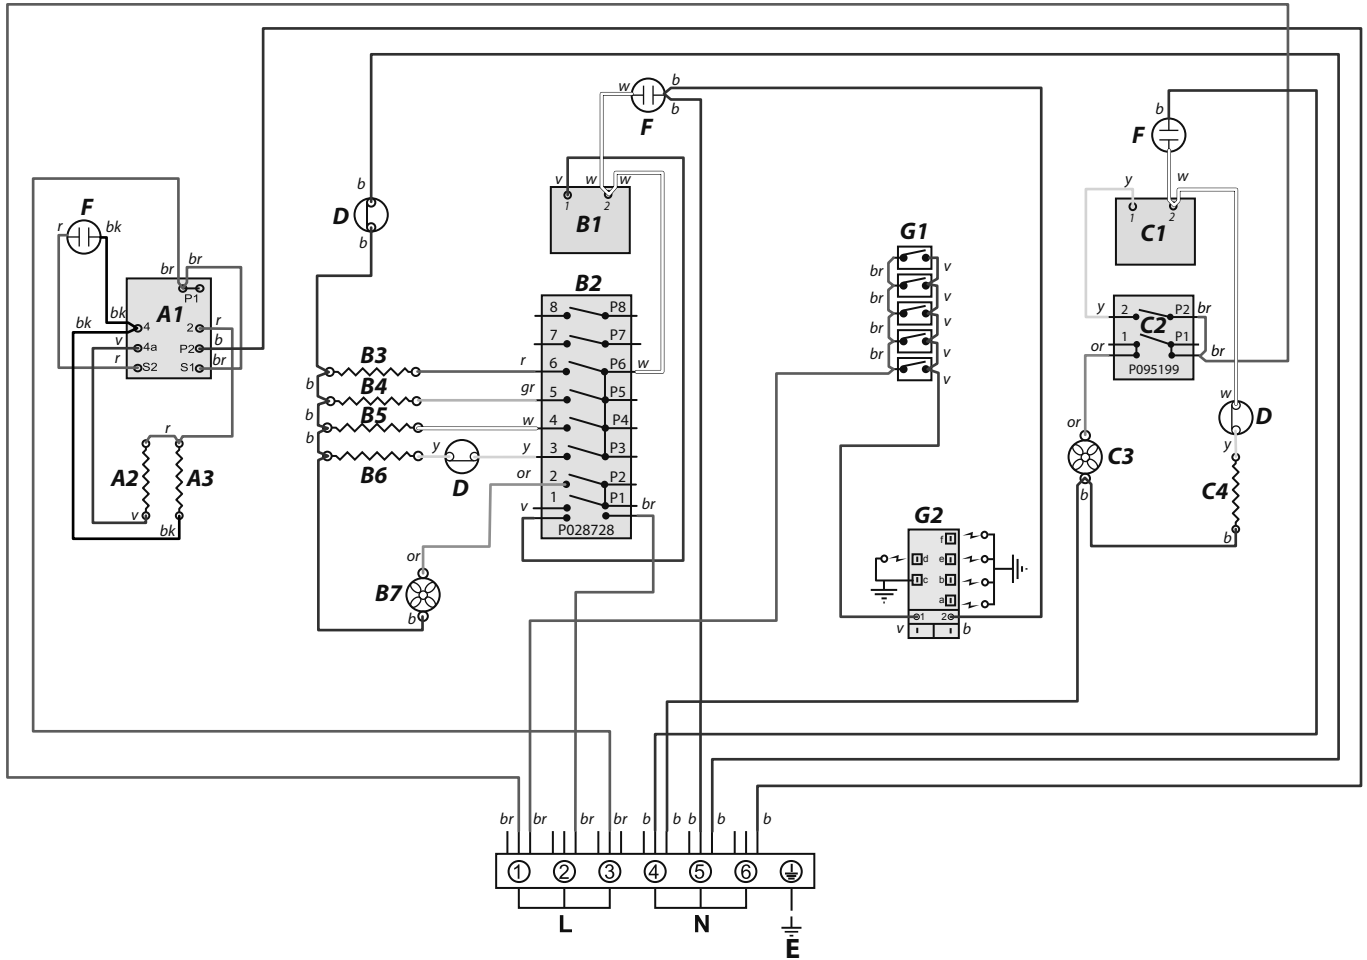 b
w
F
b
b
F
y
w
1
2
C1
v
w
w
1
2
B1
b
D
b
F
r
bk
br
br
P1
A1
bk
bk
4
2
r
v
4a
P2
b
r
S2
S1
br
r
A2
A3
v
bk
G1
br
v
br
v
br
v
br
v
v
B2
8
P8
7
P7
r
6
P6
w
gr
5
P5
w
4
P4
y
y
3
P3
or
2
P2
v
1
P1
br
P028728
B3
b
B4
b
B5
b
B6
D
or
B7
b
y
2
P2
br
C2
or
1
P1
br
P095199
w
D
or
y
C3
C4
b
b
G2
f
d
e
c
b
a
1
2
v
b
br
br
br
br
b
b
b
b
b
1
2
3
4
5
6
L
N
E